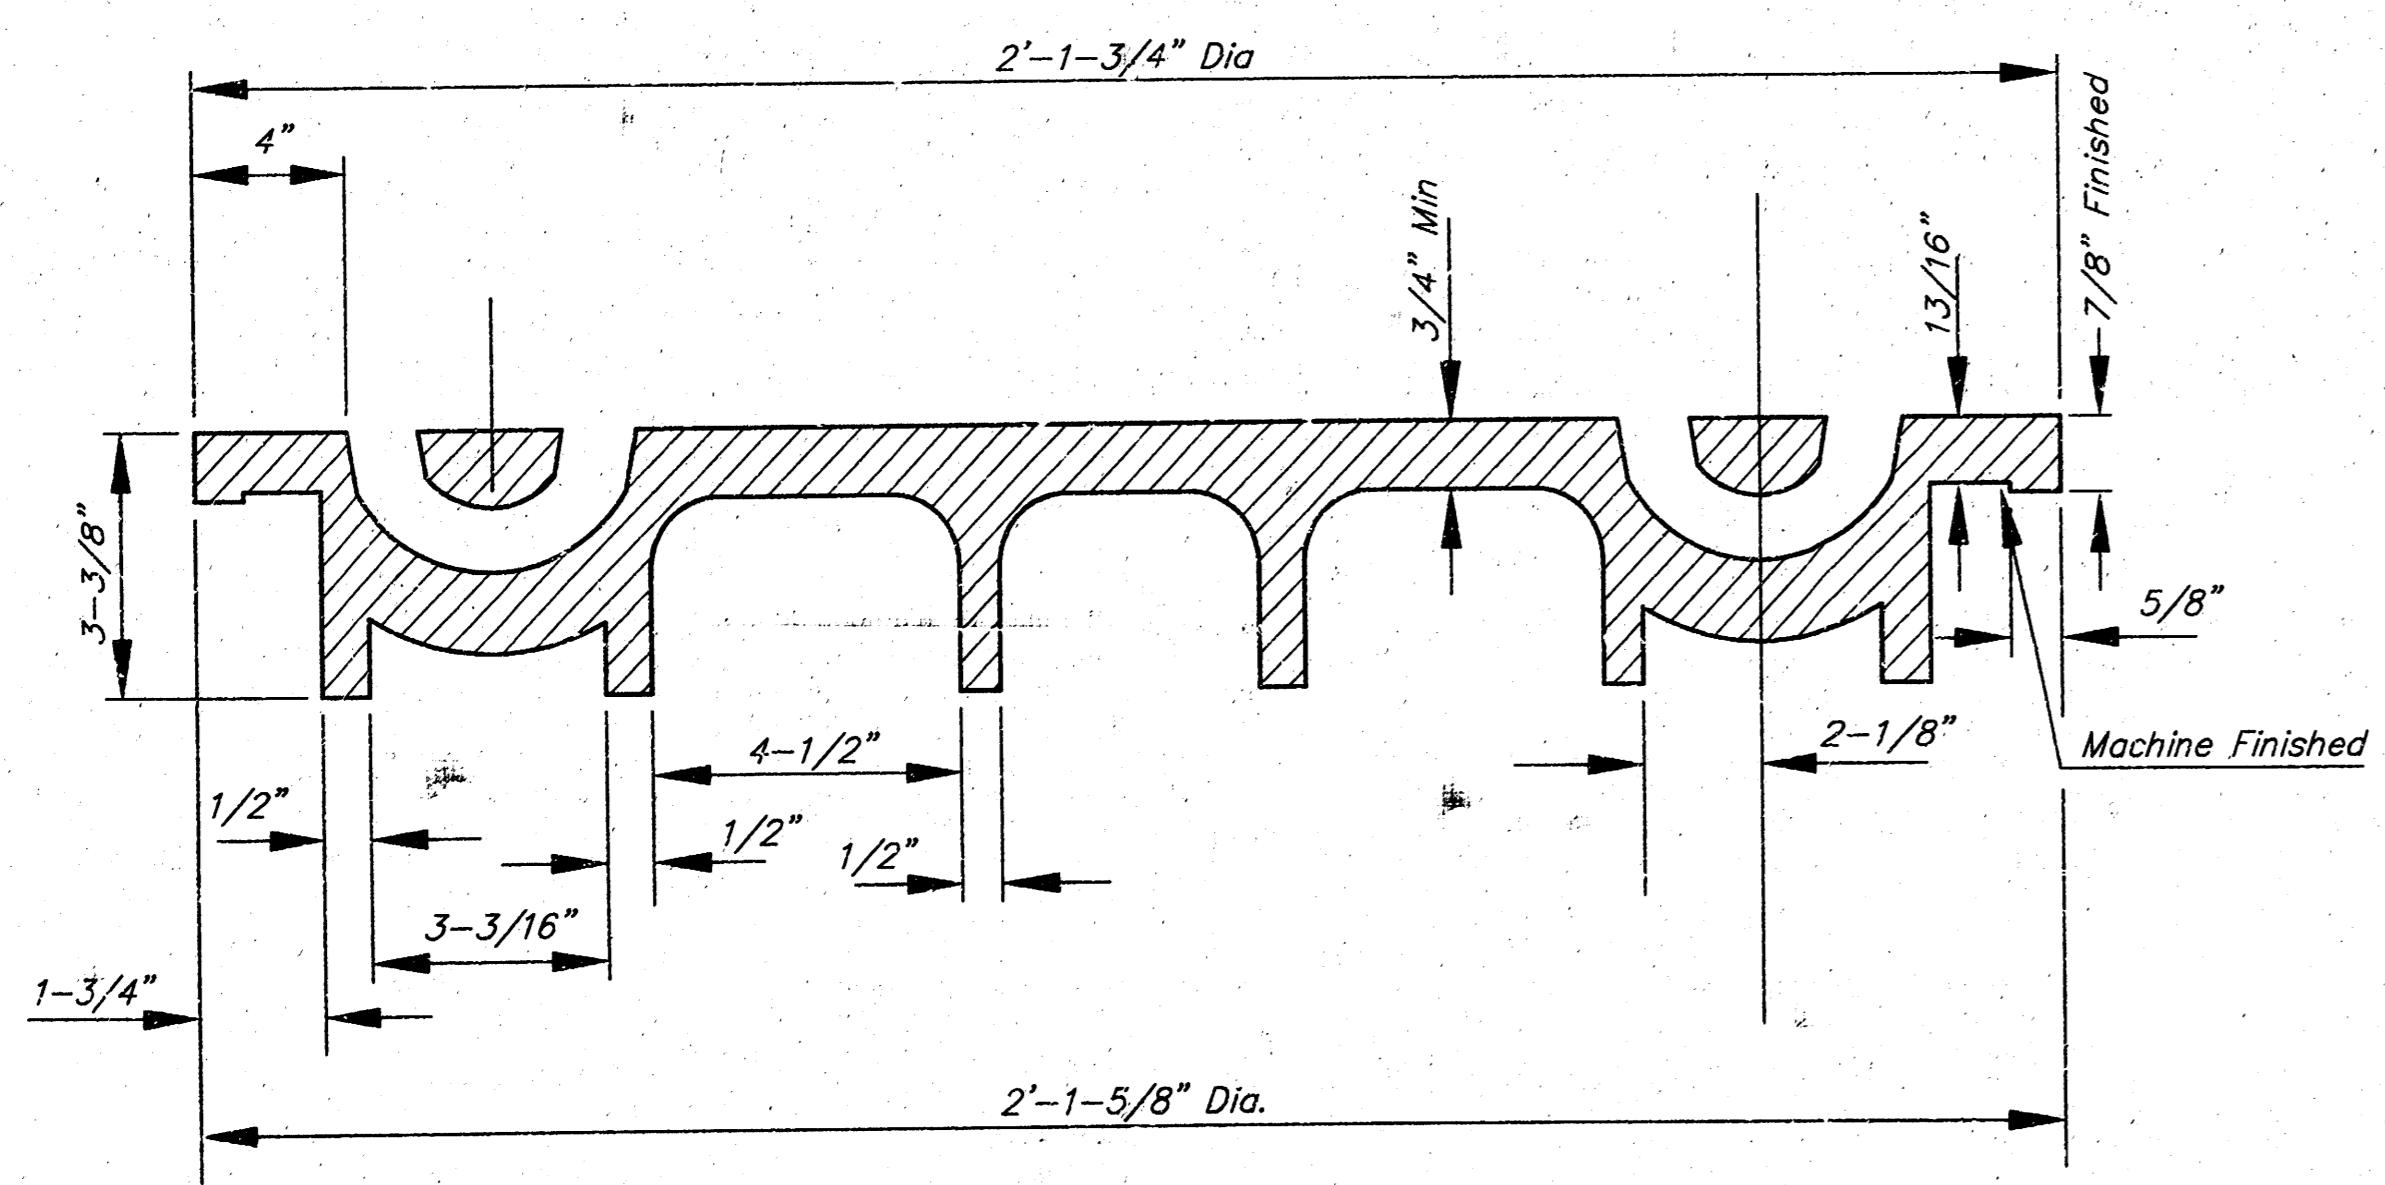 2’-1-3/4” Dia
4”
7/8” Finished
3/4” Min
13/16”
3-3/8”
5/8”
2-1/8”
Machine Finished
4-1/2”
1/2”
1/2”
1/2”
3-3/16”
1-3/4”
2’-1-5/8” Dia.